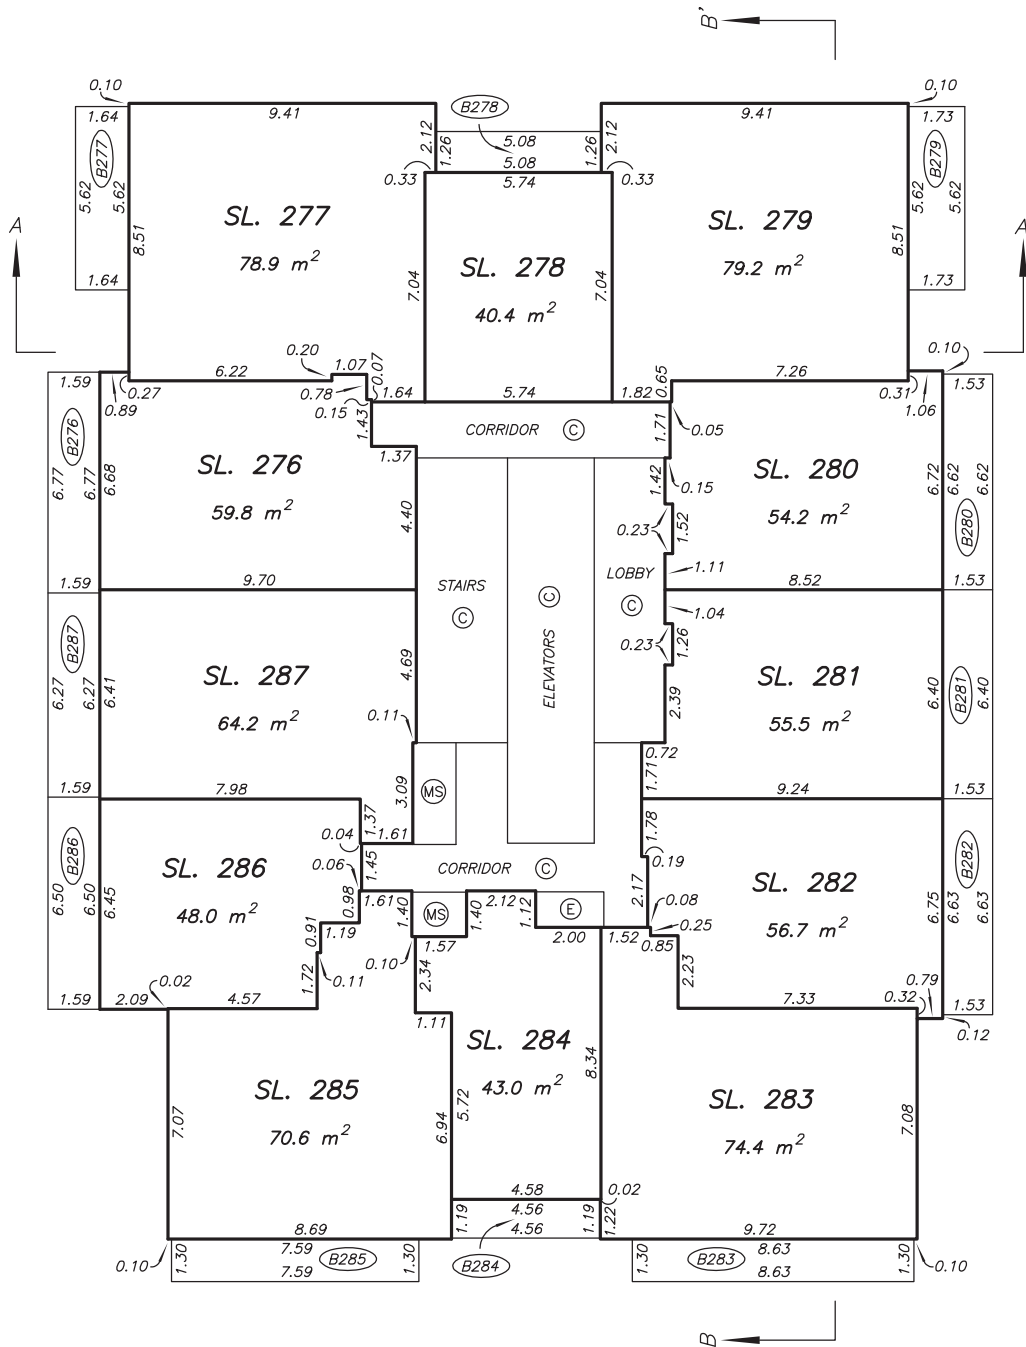 B'
0.10
0.10
1.64
9.41
B278
9.41
1.73
2.12
1.26
5.08
1.26
2.12
B277
B279
5.08
0.33
5.74
0.33
5.62
5.62
5.62
5.62
A
SL. 277
SL. 279
A
8.51
8.51
78.9 m²
SL. 278
79.2 m²
7.04
7.04
1.64
40.4 m²
1.73
0.20
1.07
0.07
0.10
1.59
0.27
6.22
0.78
1.64
5.74
1.82
0.65
7.26
0.31
1.53
0.89
0.15
1.43
CORRIDOR
C
1.71
0.05
1.06
B276
1.37
SL. 276
SL. 280
6.77
6.77
6.68
1.42
0.15
6.72
6.62
6.62
59.8 m²
4.40
54.2 m²
0.23
1.52
B280
STAIRS
LOBBY
1.11
1.59
9.70
8.52
1.53
C
C
C
1.04
B287
0.23
1.26
ELEVATORS
SL. 287
SL. 281
6.27
6.27
6.41
4.69
6.40
B281
6.40
64.2 m²
0.11
2.39
55.5 m²
0.72
1.71
1.59
7.98
3.09
MS
9.24
1.53
1.37
0.04
1.61
1.78
B286
0.06
1.45
CORRIDOR
C
0.19
B282
SL. 286
SL. 282
6.50
6.50
6.45
0.98
1.61
1.40
MS
1.40
2.12
1.12
E
2.17
0.08
6.75
6.63
6.63
48.0 m²
0.25
56.7 m²
0.91
1.19
1.57
2.00
1.52
0.85
0.10
1.72
0.11
2.34
2.23
0.79
0.02
1.59
2.09
4.57
7.33
0.32
1.53
1.11
0.12
SL. 284
SL. 285
43.0 m²
8.34
SL. 283
7.07
5.72
6.94
7.08
70.6 m²
74.4 m²
4.58
0.02
1.19
4.56
1.19
1.22
8.69
4.56
9.72
7.59
8.63
0.10
1.30
B285
1.30
B284
1.30
B283
1.30
0.10
7.59
8.63
B